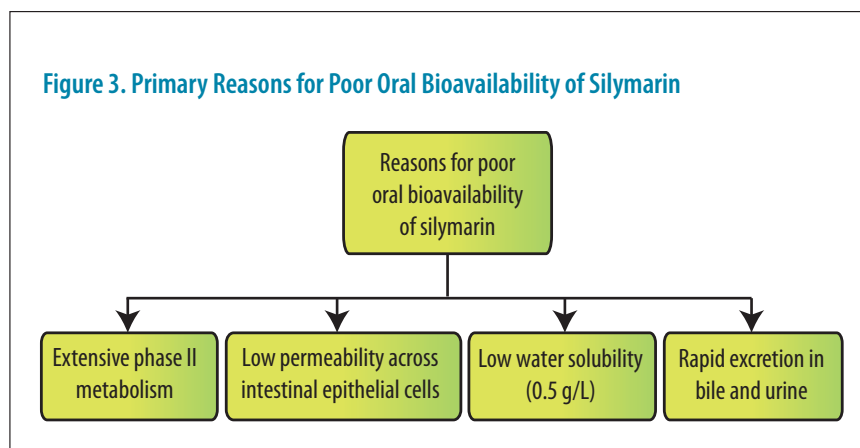 Figure 3. Primary Reasons for Poor Oral Bioavailability of Silymarin
Reasons for poor
oral bioavailability
of silymarin
Extensive phase II
metabolism
Low permeability across
intestinal epithelial cells
Low water solubility
(0.5 g/L)
Rapid excretion in
bile and urine